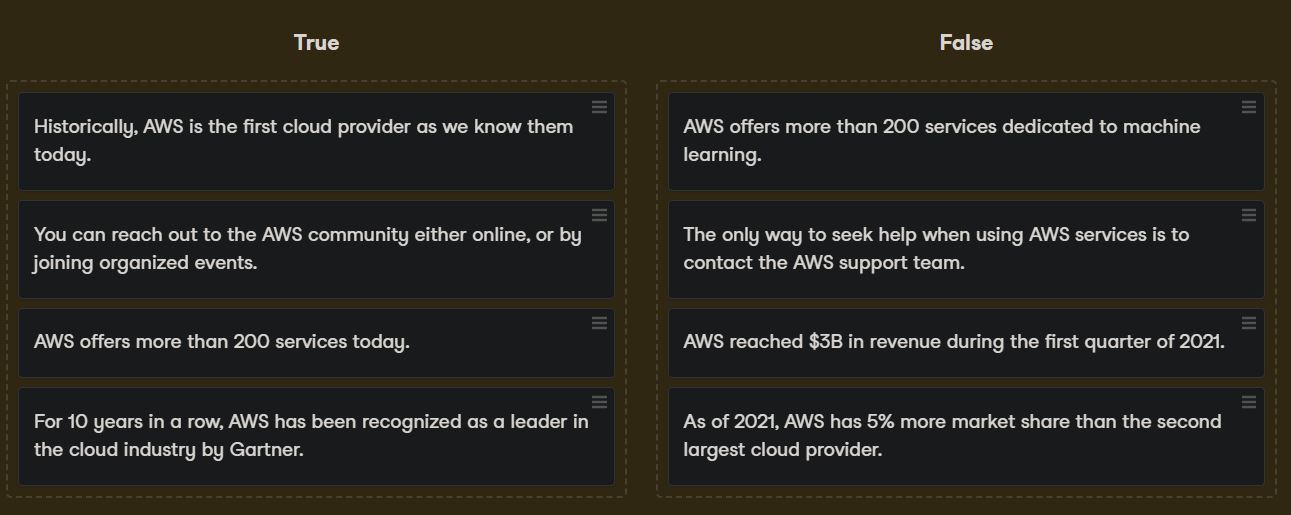 True
Historically, AWS is the first cloud provider as we know them
today.
You can reach out to the AWS community either online, or by
joining organized events.
AWS offers more than 200 services today.
For 10 years in a row, AWS has been recognized as a leader in
the cloud industry by Gartner.
False
AWS offers more than 200 services dedicated to machine
learning.
The only way to seek help when using AWS services is to
contact the AWS support team.
AWS reached $3B in revenue during the first quarter of 2021.
As of 2021, AWS has 5% more market share than the second
largest cloud provider.